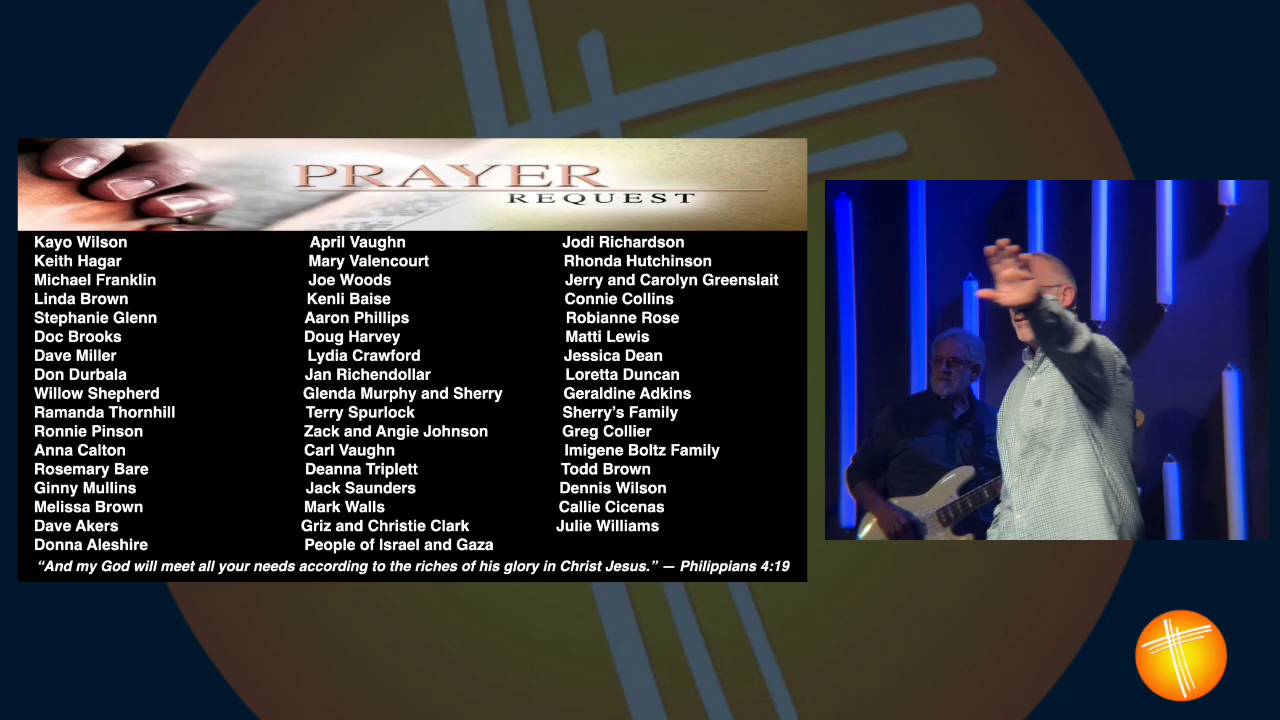 PRAYER
REQUEST
Kayo Wilson
Keith Hagar
Michael Franklin
Linda Brown
Stephanie Glenn
Doc Brooks
Dave Miller
Don Durbala
Willow Shepherd
Ramanda Thornhill
Ronnie Pinson
Anna Calton
Rosemary Bare
Ginny Mullins
Melissa Brown
Dave Akers
Donna Aleshire
April Vaughn
Mary Valencourt
Joe Woods
Kenli Baise
Aaron Phillips
Doug Harvey
Lydia Crawford
Jan Richendollar
Glenda Murphy and Sherry
Terry Spurlock
Zack and Angie Johnson
Carl Vaughn
Deanna Triplett
Jack Saunders
Mark Walls
Griz and Christie Clark
People of Israel and Gaza
Jodi Richardson
Rhonda Hutchinson
Jerry and Carolyn Greenslait
Connie Collins
Robianne Rose
Matti Lewis
Jessica Dean
Loretta Duncan
Geraldine Adkins
Sherry’s Family
Greg Collier
Imigene Boltz Family
Todd Brown
Dennis Wilson
Callie Cicenas
Julie Williams
“And my God will meet all your needs according to the riches of his glory in Christ Jesus.” — Philippians 4:19